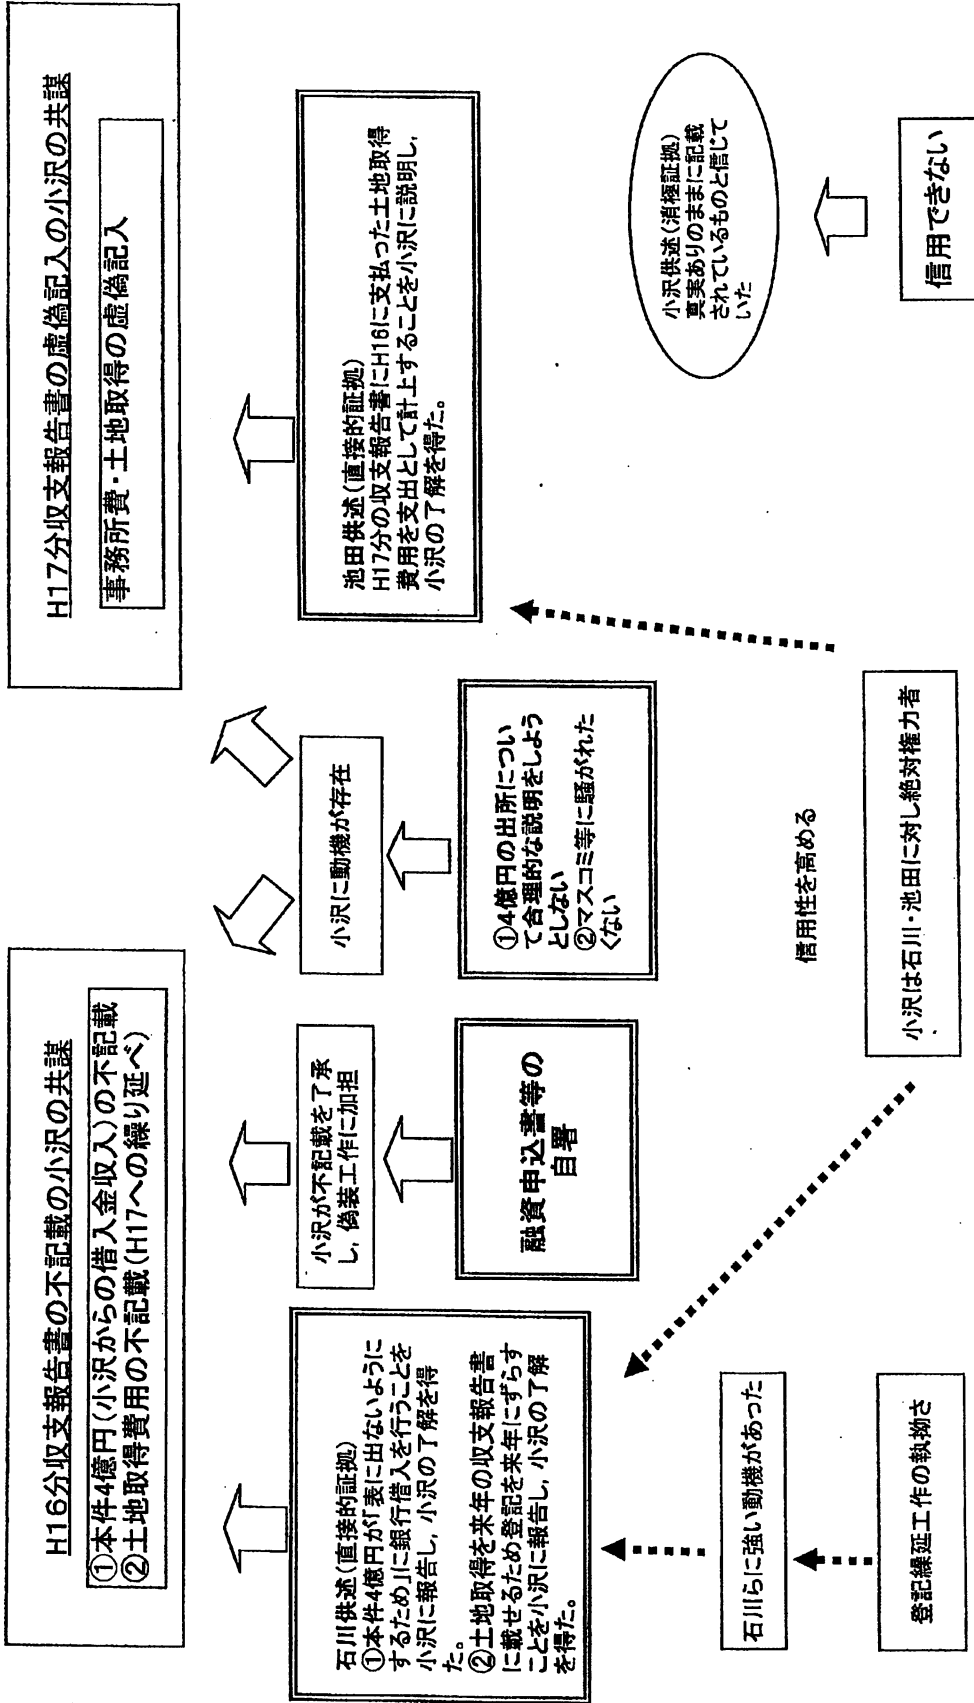 H16分収支報告書の不記載の小沢の共謀
①本件4億円(小沢からの借入金収入)の不記載
②土地取得費用の不記載(H17への繰り延べ)
H17分収支報告書の虚偽記入の小沢の共謀
事務所費・土地取得の虚偽記入
石川供述(直接的証拠)
①本件4億円が「表に出ないように
するため」に銀行借入を行うことを
小沢に報告し, 小沢の了解を得
た。
②土地取得を来年の収支報告書
に載せるため登記を来年にずらす
ことを小沢に報告し, 小沢の了解
を得た。
小沢が不記載を了承
し, 偽装工作に加担
融資申込書等の
自署
小沢に動機が存在
①4億円の出所につい
て合理的な説明をしよう
としない
②マスコミ等に騒がれた
くない
池田供述(直接的証拠)
H17分の収支報告書にH16に支払った土地取得
費用を支出として計上することを小沢に説明し,
小沢の了解を得た。
小沢供述(消極証拠)
真実ありのままに記載
されているものと信じて
いた
信用できない
石川らに強い動機があった
登記繰延工作の執拗さ
信用性を高める
小沢は石川・池田に対し絶対権力者